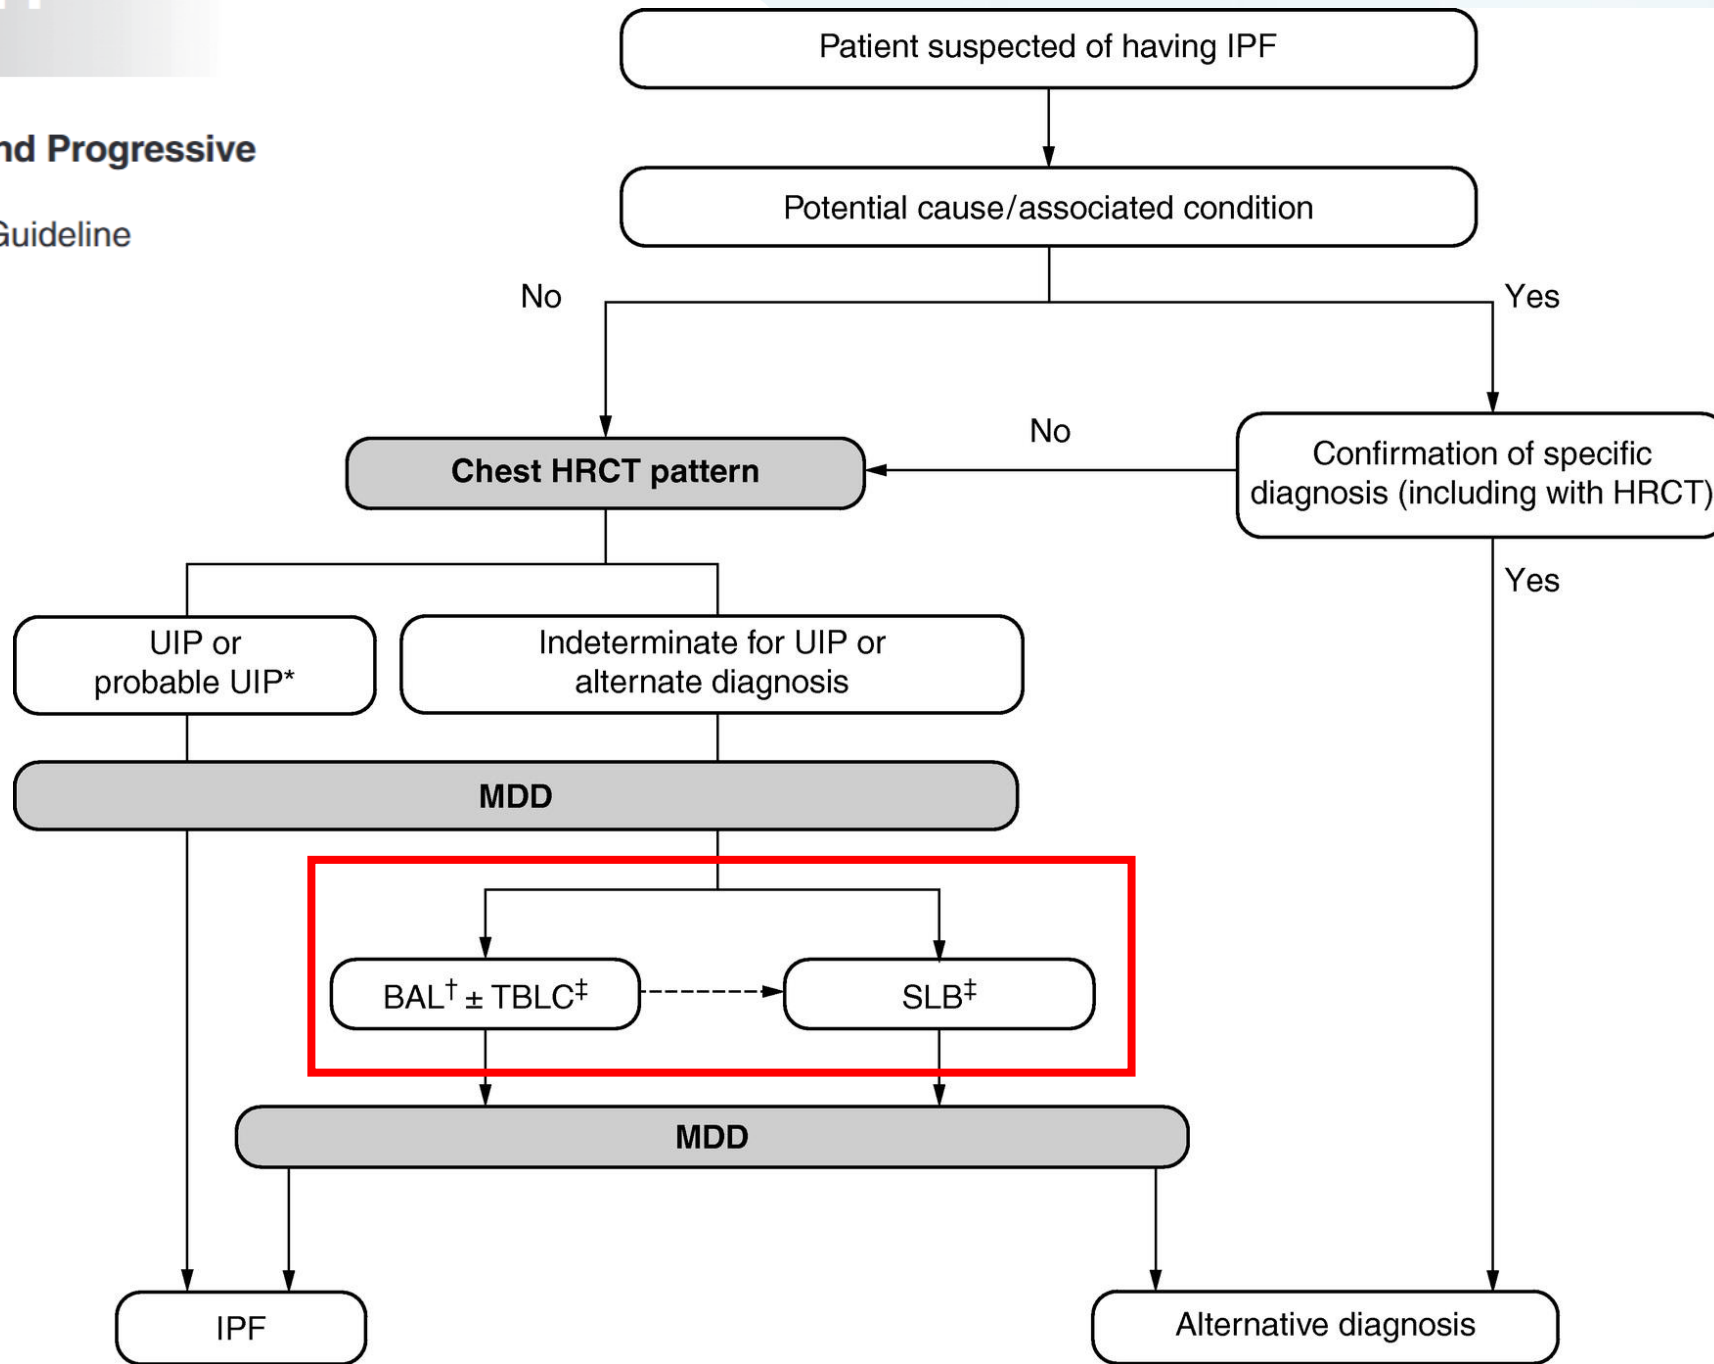 Patient suspected of having IPF
nd Progressive
Potential cause/associated condition
Guideline
No
Yes
No
Chest HRCT pattern
Confirmation of specific
diagnosis (including with HRCT)
Yes
UIP or
probable UIP*
Indeterminate for UIP or
alternate diagnosis
MDD
BAL† ± TBLC‡
SLB‡
MDD
IPF
Alternative diagnosis